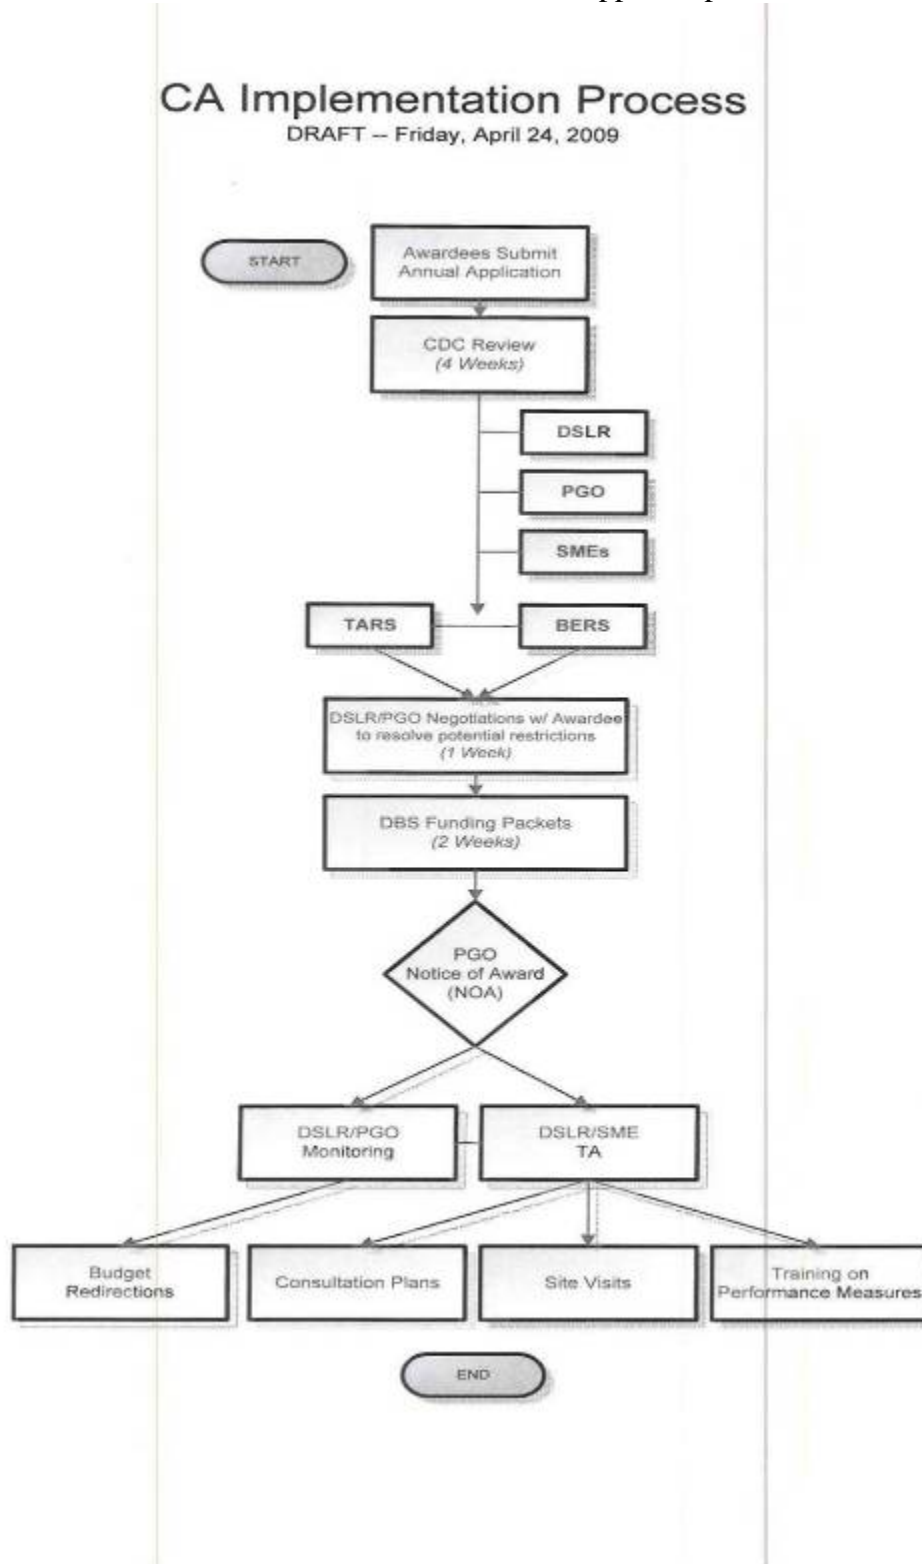 CA Implementation Process
DRAFT -- Friday, April 24, 2009
START
Awardees Submit
Annual Application
CDC Review
(4 Weeks)
DSLR
PGO
SMEs
TARS
BERS
DSLR/PGO Negotiations w/ Awardee
to resolve potential restrictions
(1 Week)
DBS Funding Packets
(2 Weeks)
PGO
Notice of Award
(NOA)
DSLR/PGO
Monitoring
DSLR/SME
TA
Budget
Redirections
Consultation Plans
Site Visits
Training on
Performance Measures
END